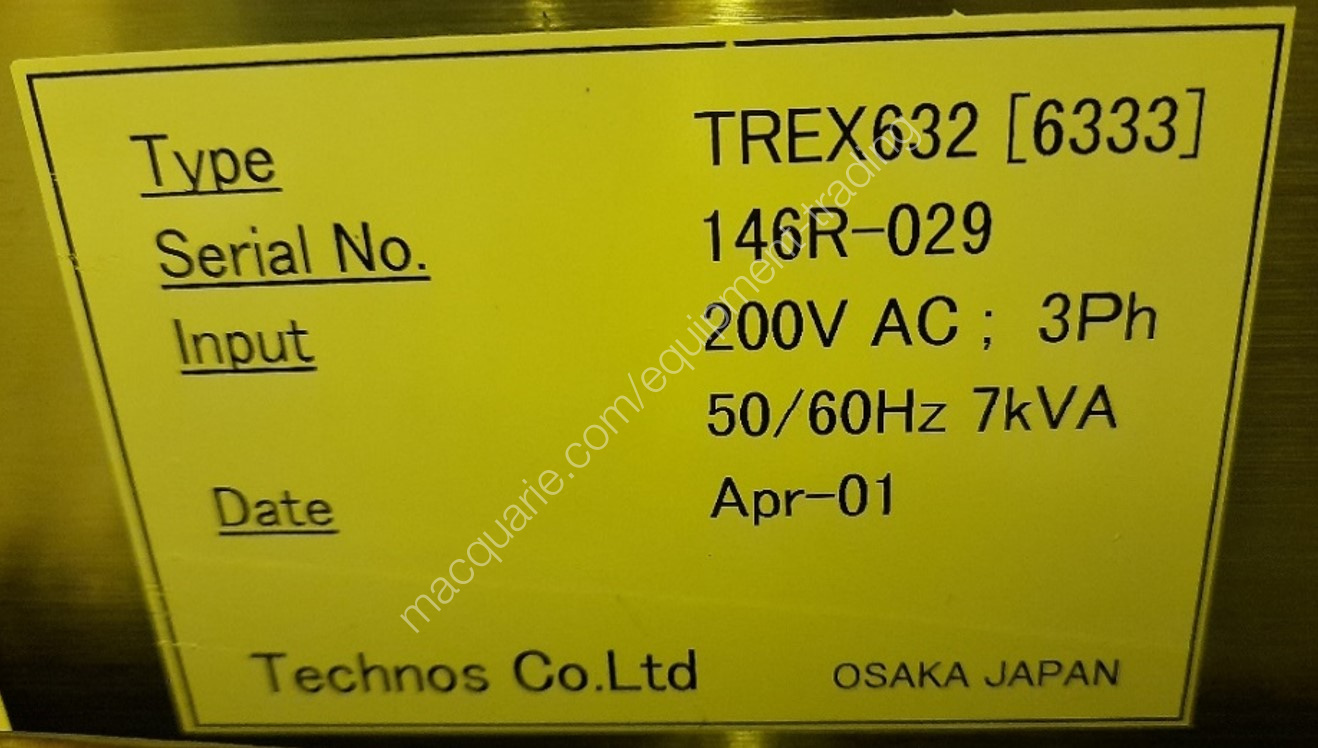 Type TREX632 [6333]
Serial No. 146R-029
Input 200V AC ; 3Ph
50/60Hz 7kVA
Date Apr-01
Technos Co.Ltd OSAKA JAPAN
macquarie.com/equipment-trading